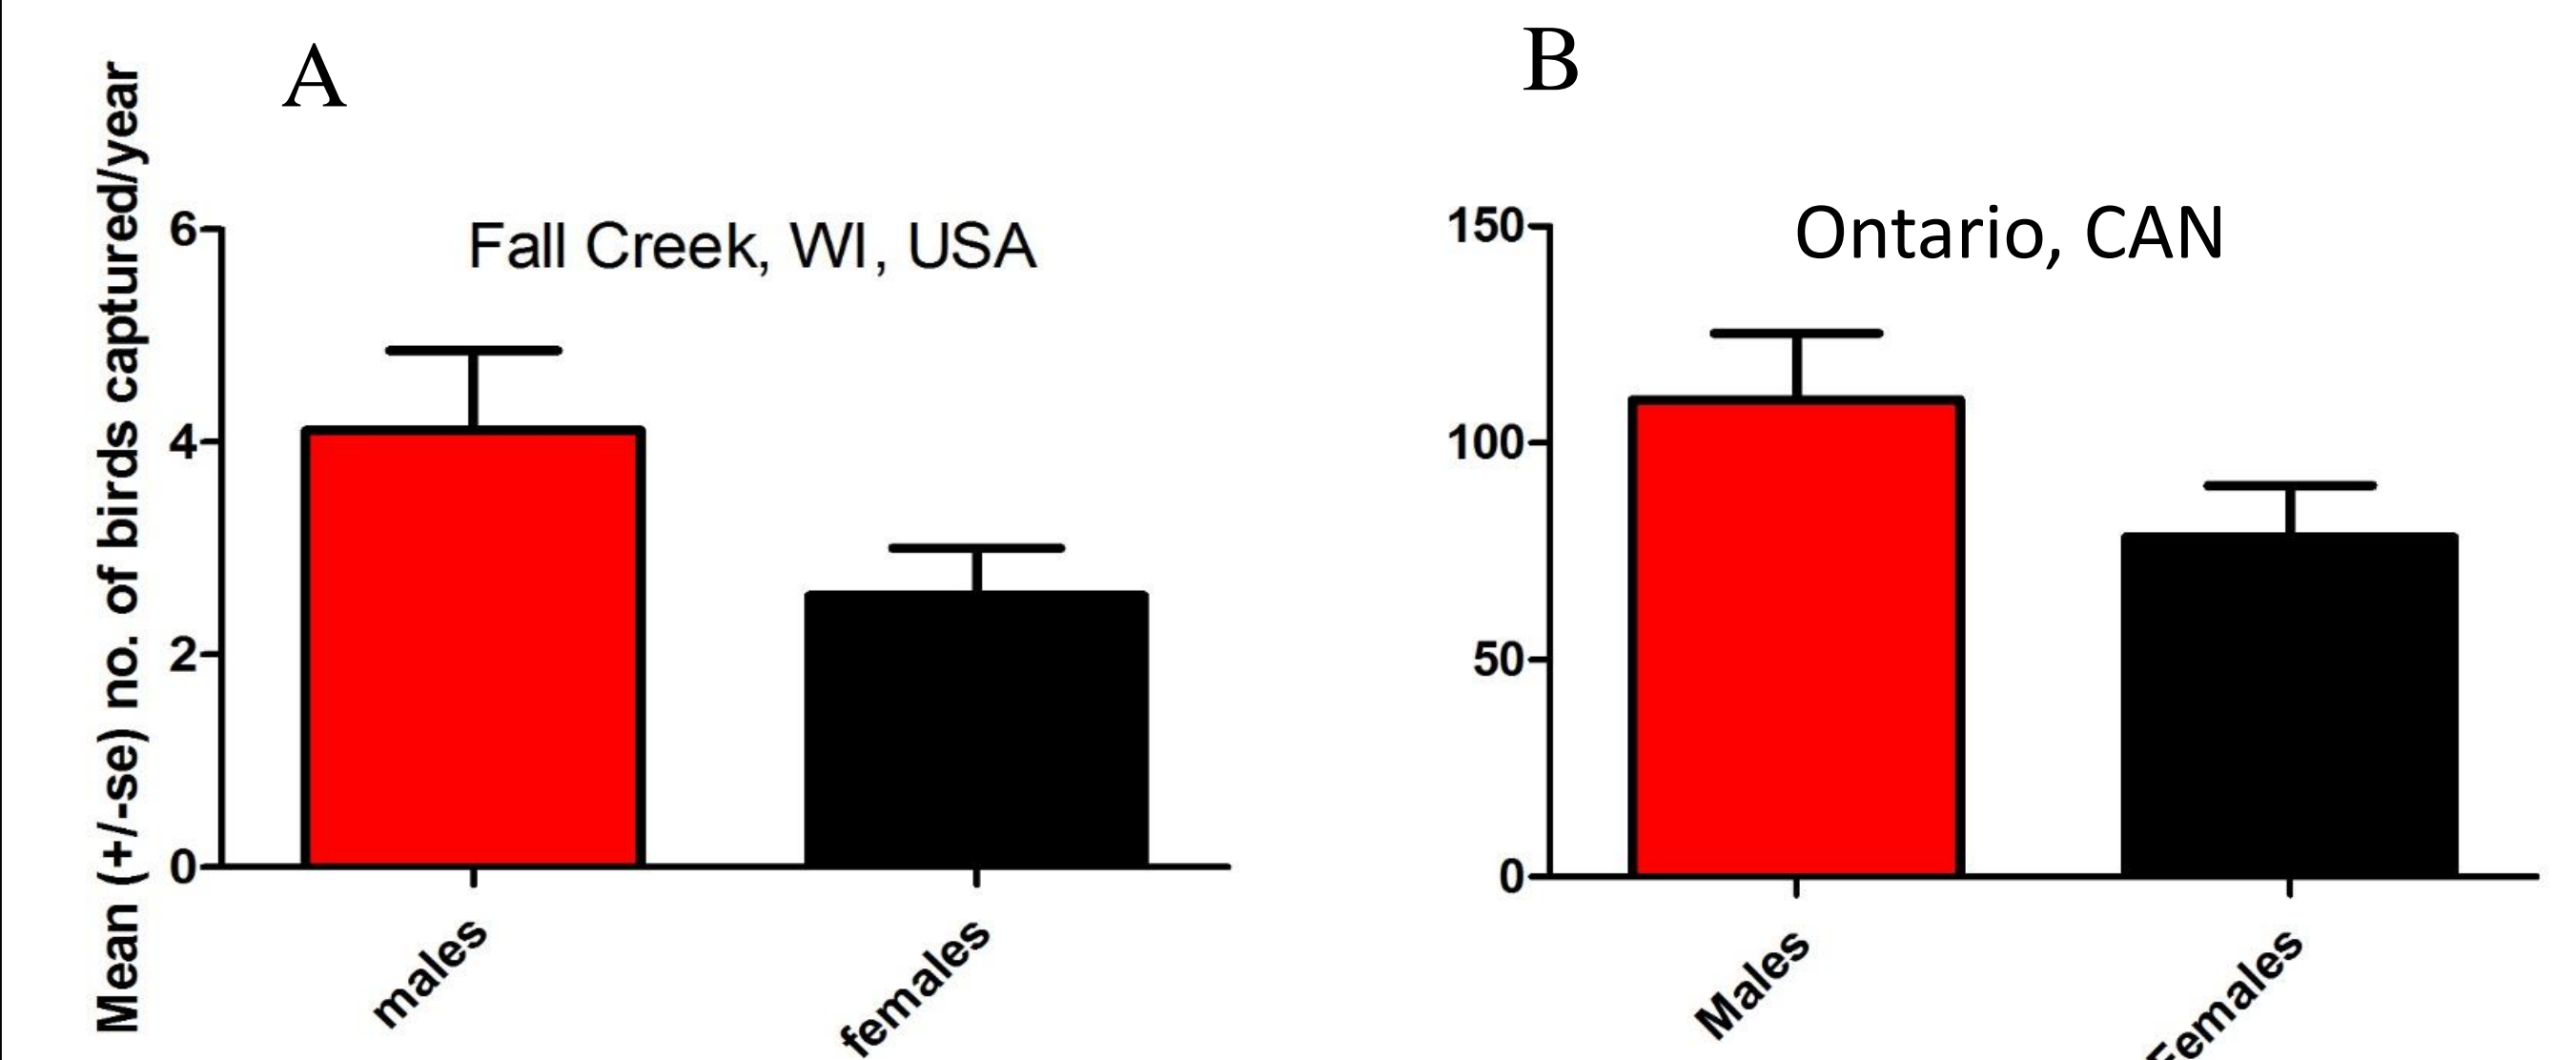 A
Mean (+/-se) no. of birds captured/year
Fall Creek, WI, USA
6
4
2
0
males
females
B
Ontario, CAN
150
100
50
0
Males
Females